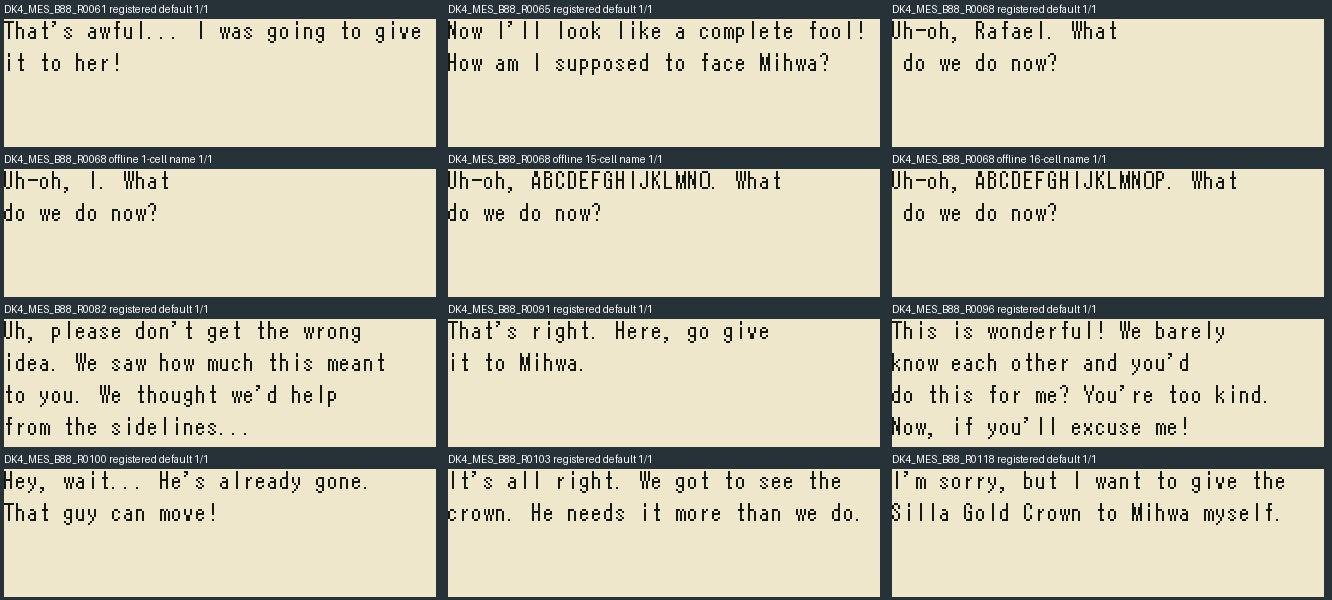 DK4_MES_B88_R0061 registered default 1/1
That's awful... I was going to give
it to her!
DK4_MES_B88_R0065 registered default 1/1
Now I'll look like a complete fool!
How am I supposed to face Mihwa?
DK4_MES_B88_R0068 registered default 1/1
Uh-oh, Rafael. What
do we do now?
DK4_MES_B88_R0068 offline 1-cell name 1/1
Uh-oh, I. What
do we do now?
DK4_MES_B88_R0068 offline 15-cell name 1/1
Uh-oh, ABCDEFGHIJKLMNO. What
do we do now?
DK4_MES_B88_R0068 offline 16-cell name 1/1
Uh-oh, ABCDEFGHIJKLMNOP. What
do we do now?
DK4_MES_B88_R0082 registered default 1/1
Uh, please don't get the wrong
idea. We saw how much this meant
to you. We thought we'd help
from the sidelines...
DK4_MES_B88_R0091 registered default 1/1
That's right. Here, go give
it to Mihwa.
DK4_MES_B88_R0096 registered default 1/1
This is wonderful! We barely
know each other and you'd
do this for me? You're too kind.
Now, if you'll excuse me!
DK4_MES_B88_R0100 registered default 1/1
Hey, wait... He's already gone.
That guy can move!
DK4_MES_B88_R0103 registered default 1/1
It's all right. We got to see the
crown. He needs it more than we do.
DK4_MES_B88_R0118 registered default 1/1
I'm sorry, but I want to give the
Silla Gold Crown to Mihwa myself.